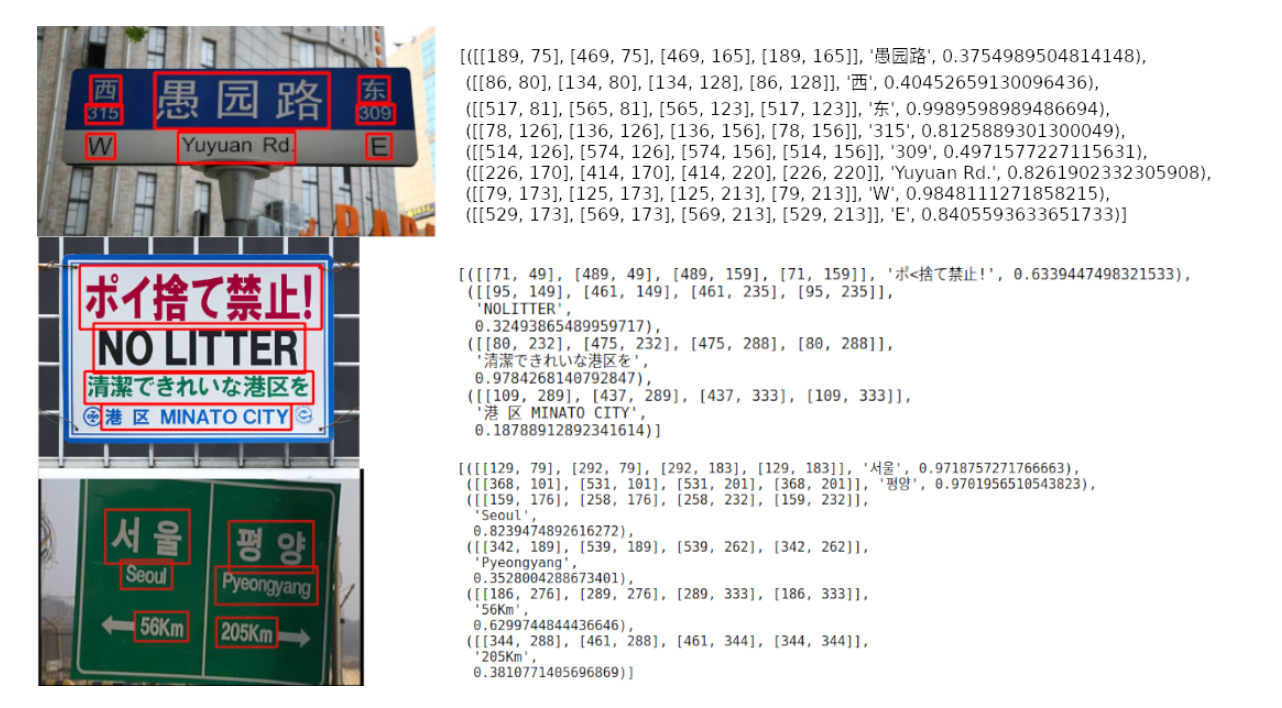 西
315
愚园路
东
309
W
Yuyuan Rd.
E
[([[189, 75], [469, 75], [469, 165], [189, 165]], '愚园路', 0.3754989504814148),
([[86, 80], [134, 80], [134, 128], [86, 128]], '西', 0.40452659130096436),
([[517, 81], [565, 81], [565, 123], [517, 123]], '东', 0.9989598989486694),
([[78, 126], [136, 126], [136, 156], [78, 156]], '315', 0.8125889301300049),
([[514, 126], [574, 126], [574, 156], [514, 156]], '309', 0.4971577227115631),
([[226, 170], [414, 170], [414, 220], [226, 220]], 'Yuyuan Rd.', 0.8261902332305908),
([[79, 173], [125, 173], [125, 213], [79, 213]], 'W', 0.9848111271858215),
([[529, 173], [569, 173], [569, 213], [529, 213]], 'E', 0.8405593633651733)]
ポイ捨て禁止!
NO LITTER
清潔できれいな港区を
港 区 MINATO CITY
[([[71, 49], [489, 49], [489, 159], [71, 159]], 'ポ<捨て禁止!', 0.6339447498321533),
([[95, 149], [461, 149], [461, 235], [95, 235]],
'NOLITTER',
0.32493865489959717),
([[80, 232], [475, 232], [475, 288], [80, 288]],
'清潔できれいな港区を',
0.9784268140792847),
([[109, 289], [437, 289], [437, 333], [109, 333]],
'港 区 MINATO CITY',
0.18788912892341614)]
서울
Seoul
56Km
평양
Pyeongyang
205Km
[([[129, 79], [292, 79], [292, 183], [129, 183]], '서울', 0.9718757271766663),
([[368, 101], [531, 101], [531, 201], [368, 201]], '평양', 0.9701956510543823),
([[159, 176], [258, 176], [258, 232], [159, 232]],
'Seoul',
0.8239474892616272),
([[342, 189], [539, 189], [539, 262], [342, 262]],
'Pyeongyang',
0.3528004288673401),
([[186, 276], [289, 276], [289, 333], [186, 333]],
'56Km',
0.6299744844436646),
([[344, 288], [461, 288], [461, 344], [344, 344]],
'205Km',
0.3810771405696869)]